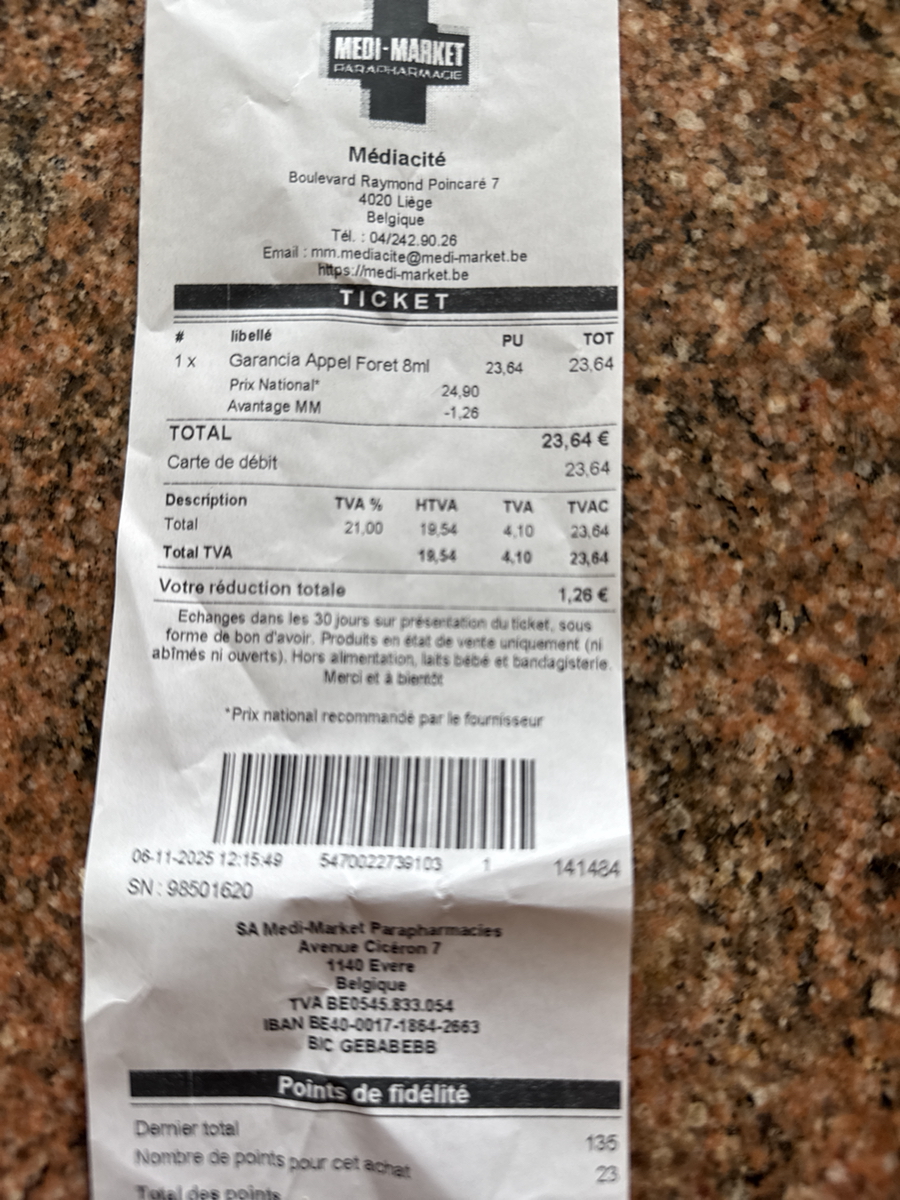 MEDI-MARKET
PARAPHARMACIE
Médiacité
Boulevard Raymond Poincaré 7
4020 Liège
Belgique
Tél. : 04/242.90.26
Email : mm.mediacite@medi-market.be
https://medi-market.be
TICKET
# libellé PU TOT
1 x Garancia Appel Foret 8ml 23,64 23,64
Prix National* 24,90
Avantage MM -1,26
TOTAL 23,64 €
Carte de débit 23,64
Description TVA % HTVA TVA TVAC
Total 21,00 19,54 4,10 23,64
Total TVA 19,54 4,10 23,64
Votre réduction totale 1,26 €
Echanges dans les 30 jours sur présentation du ticket, sous
forme de bon d'avoir. Produits en état de vente uniquement (ni
abîmés ni ouverts). Hors alimentation, laits bébé et bandagisterie.
Merci et à bientôt
*Prix national recommandé par le fournisseur
06-11-2025 12:15:49 5470022739103 1 141484
SN : 98501620
SA Medi-Market Parapharmacies
Avenue Cicéron 7
1140 Evere
Belgique
TVA BE0545.833.054
IBAN BE40-0017-1864-2663
BIC GEBABEBB
Points de fidélité
Dernier total 135
Nombre de points pour cet achat 23
Total des points